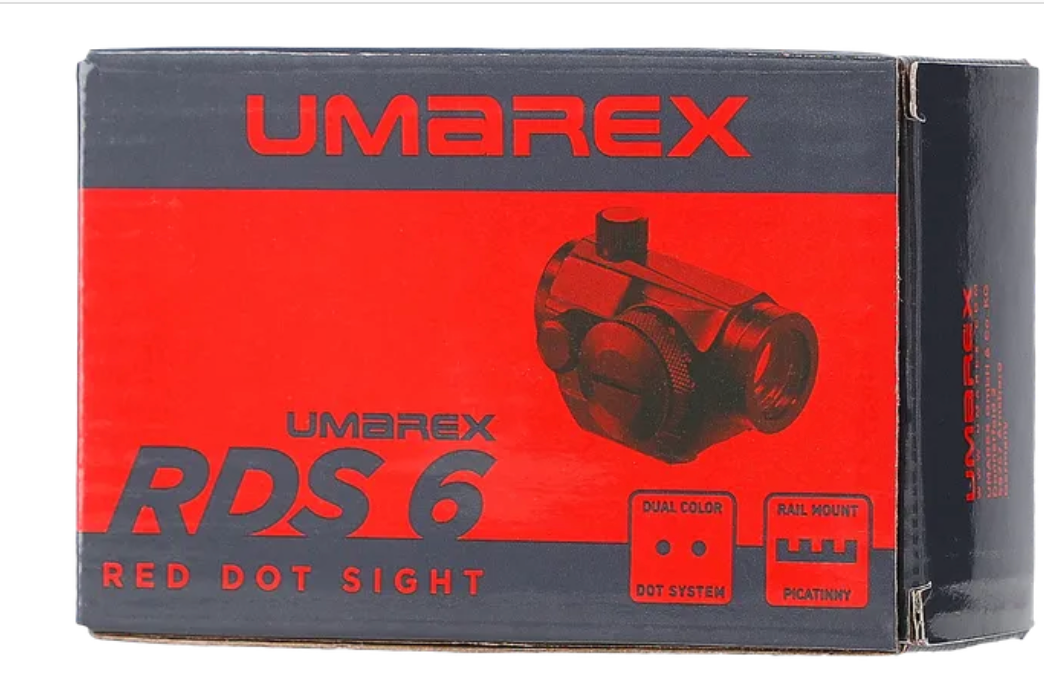 UMAREX
UMAREX
RDS 6
RED DOT SIGHT
DUAL COLOR
DOT SYSTEM
RAIL MOUNT
PICATINNY
UMAREX